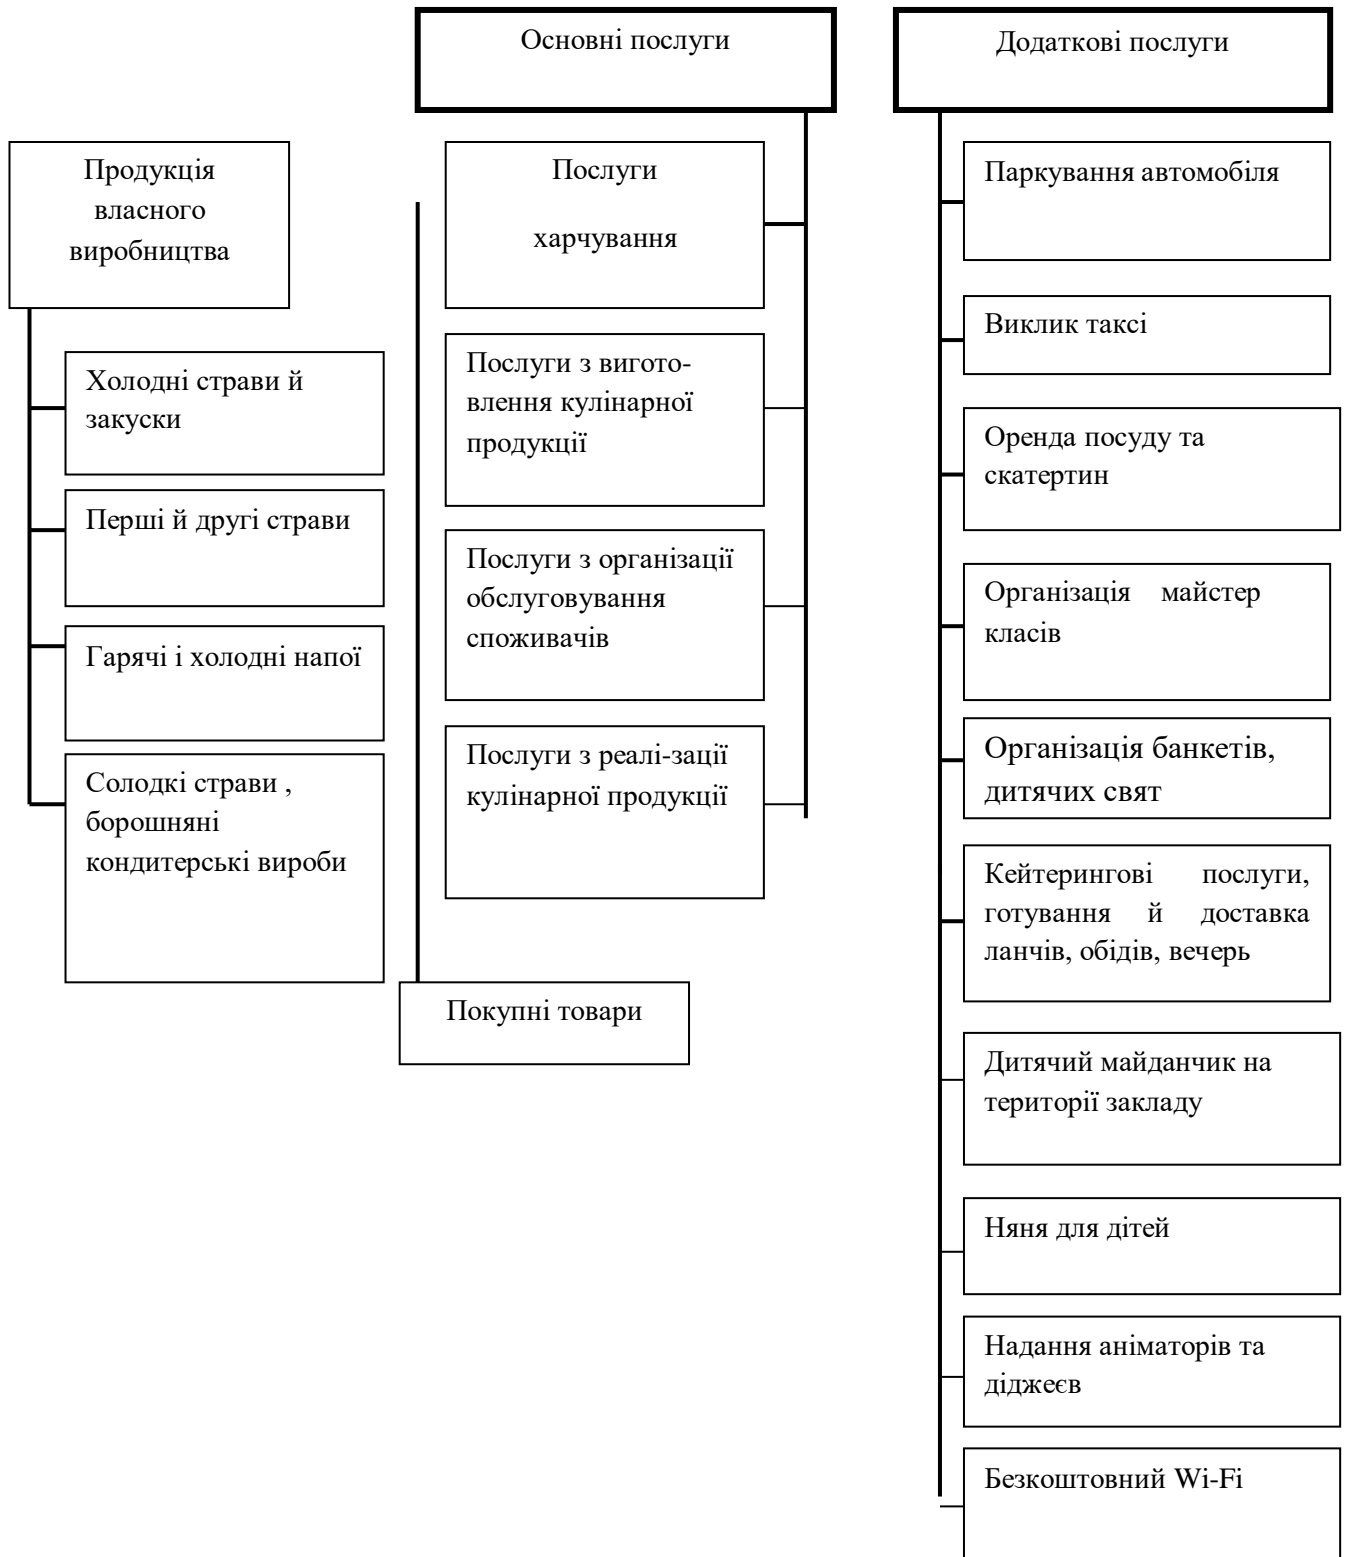 Основні послуги
Додаткові послуги
Продукція
власного
виробництва
Холодні страви й
закуски
Перші й другі страви
Гарячі і холодні напої
Солодкі страви ,
борошняні
кондитерські вироби
Послуги
харчування
Послуги з вигото-
влення кулінарної
продукції
Послуги з організації
обслуговування
споживачів
Послуги з реалі-зації
кулінарної продукції
Покупні товари
Паркування автомобіля
Виклик таксі
Оренда посуду та
скатертин
Організація майстер
класів
Організація банкетів,
дитячих свят
Кейтерингові послуги,
готування й доставка
ланчів, обідів, вечерь
Дитячий майданчик на
території закладу
Няня для дітей
Надання аніматорів та
діджеєв
Безкоштовний Wi-Fi